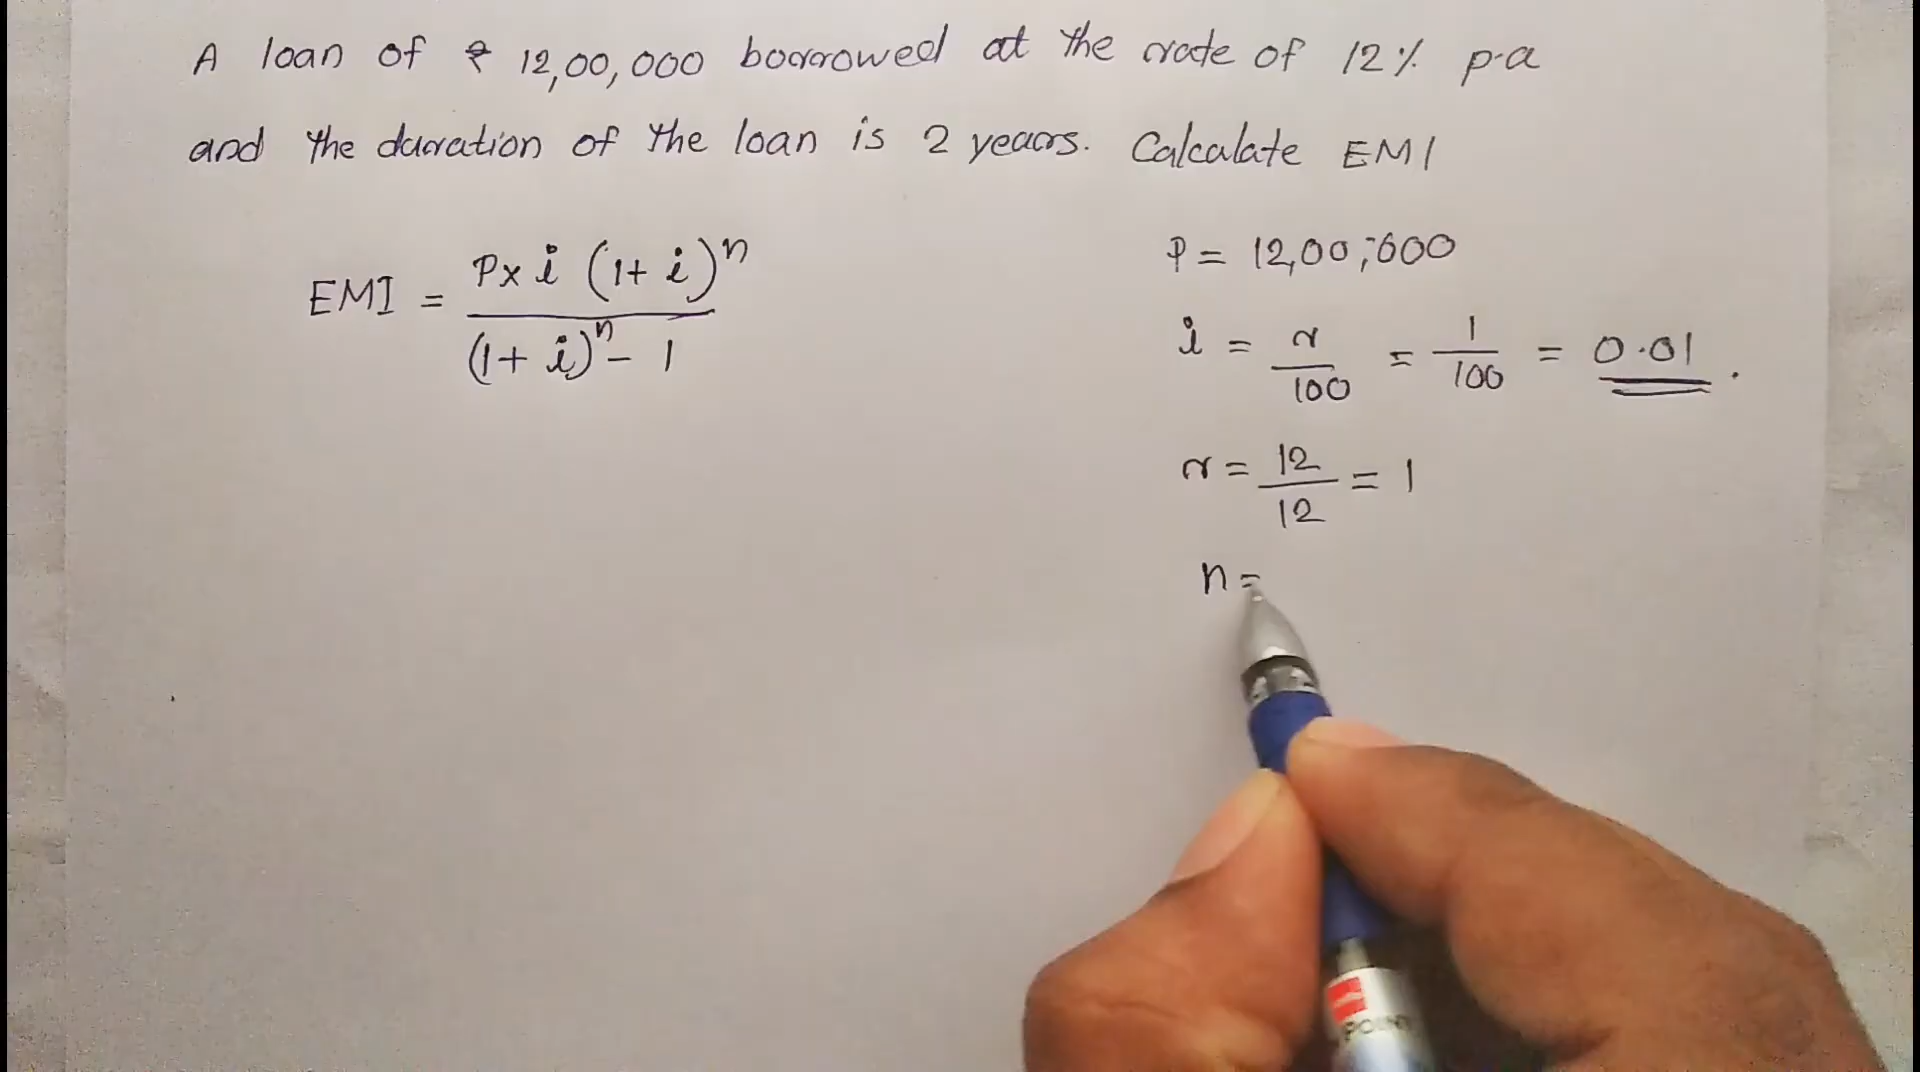 A loan of ₹ 12,00,000 borrowed at the rate of 12% p.a
and the duration of the loan is 2 years. Calculate EMI
EMI = P x i (1+ i)^n / (1+ i)^n - 1
P = 12,00,000
i = r/100 = 1/100 = 0.01.
r = 12/12 = 1
n =